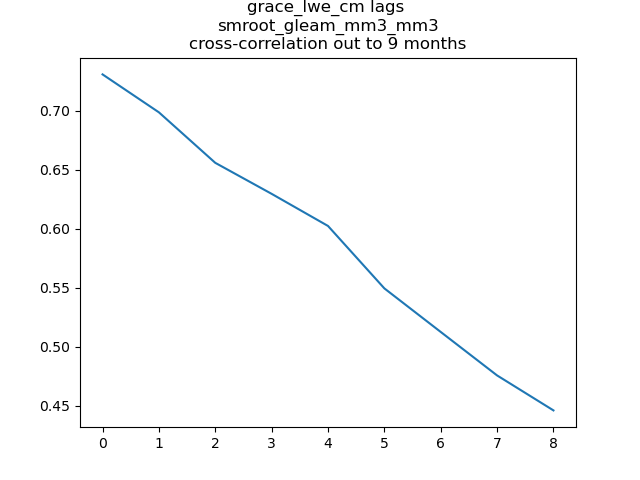 grace_lwe_cm lags
smroot_gleam_mm3_mm3
cross-correlation out to 9 months
0.70
0.65
0.60
0.55
0.50
0.45
0 1 2 3 4 5 6 7 8